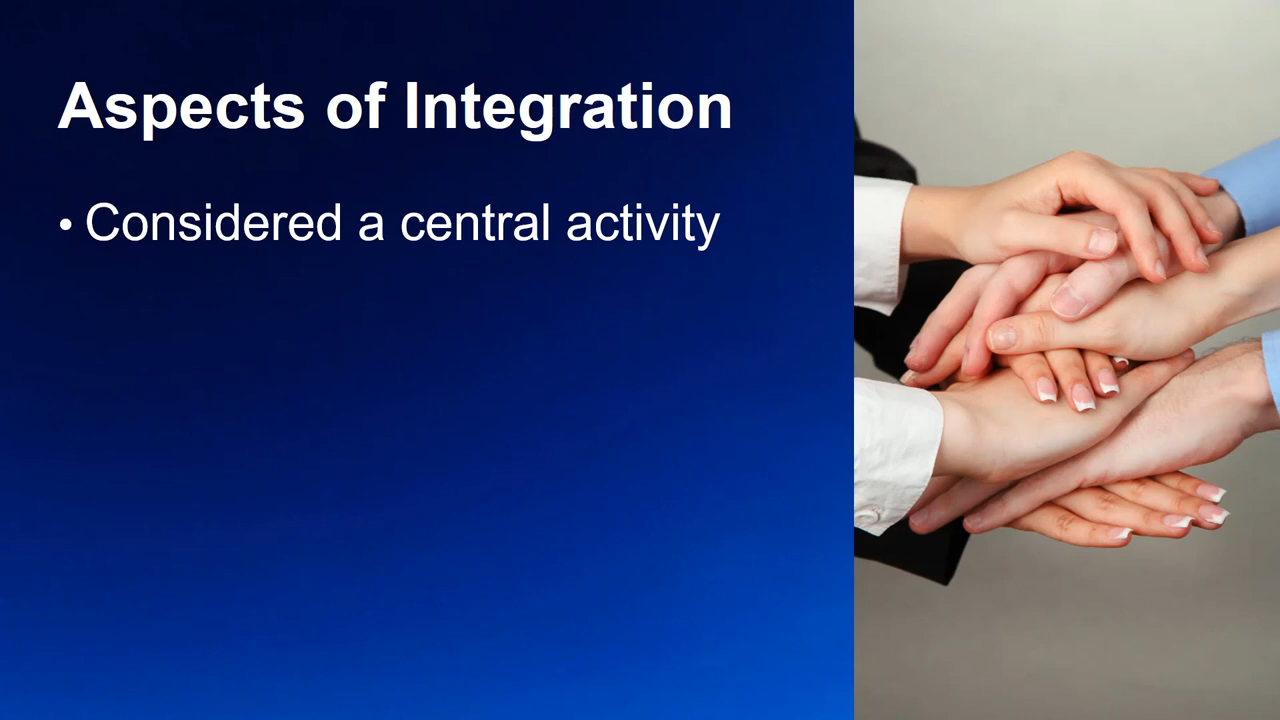 Aspects of Integration
• Considered a central activity